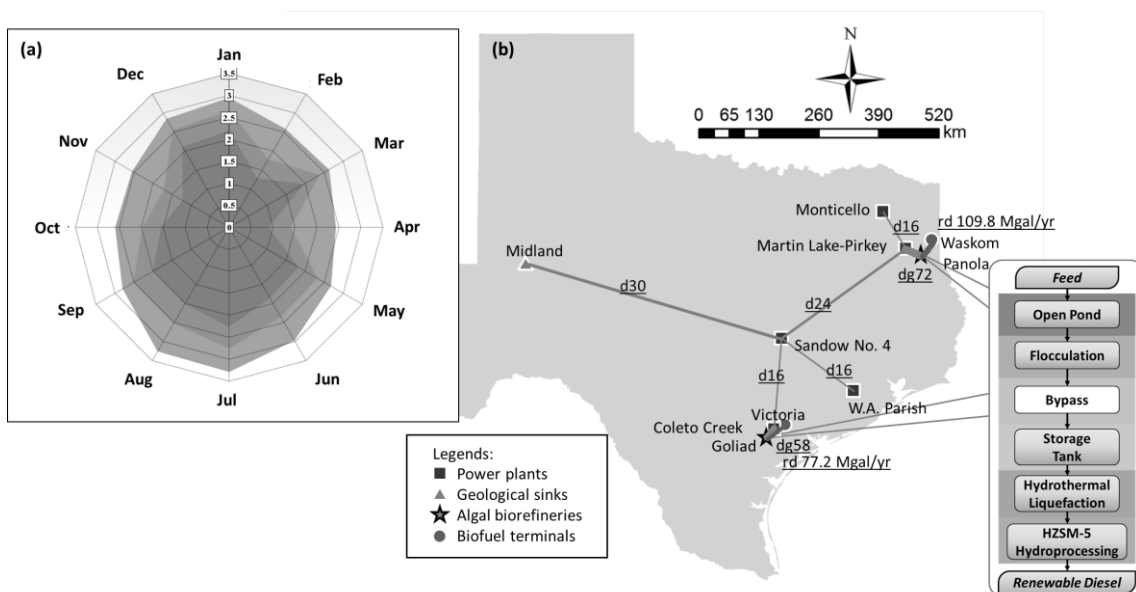 (a)
Jan
Feb
Mar
Apr
May
Jun
Jul
Aug
Sep
Oct
Nov
Dec
3.5
3
2.5
2
1.5
1
0.5
0
(b)
N
0 65 130 260 390 520
km
Monticello
d16
rd 109.8 Mgal/yr
Martin Lake-Pirkey
Waskom
Panola
dg72
Midland
d30
d24
Sandow No. 4
d16
d16
W.A. Parish
Victoria
Coleto Creek
Goliad
dg58
rd 77.2 Mgal/yr
Legends:
Power plants
Geological sinks
Algal biorefineries
Biofuel terminals
Feed
Open Pond
Flocculation
Bypass
Storage
Tank
Hydrothermal
Liquefaction
HZSM-5
Hydroprocessing
Renewable Diesel